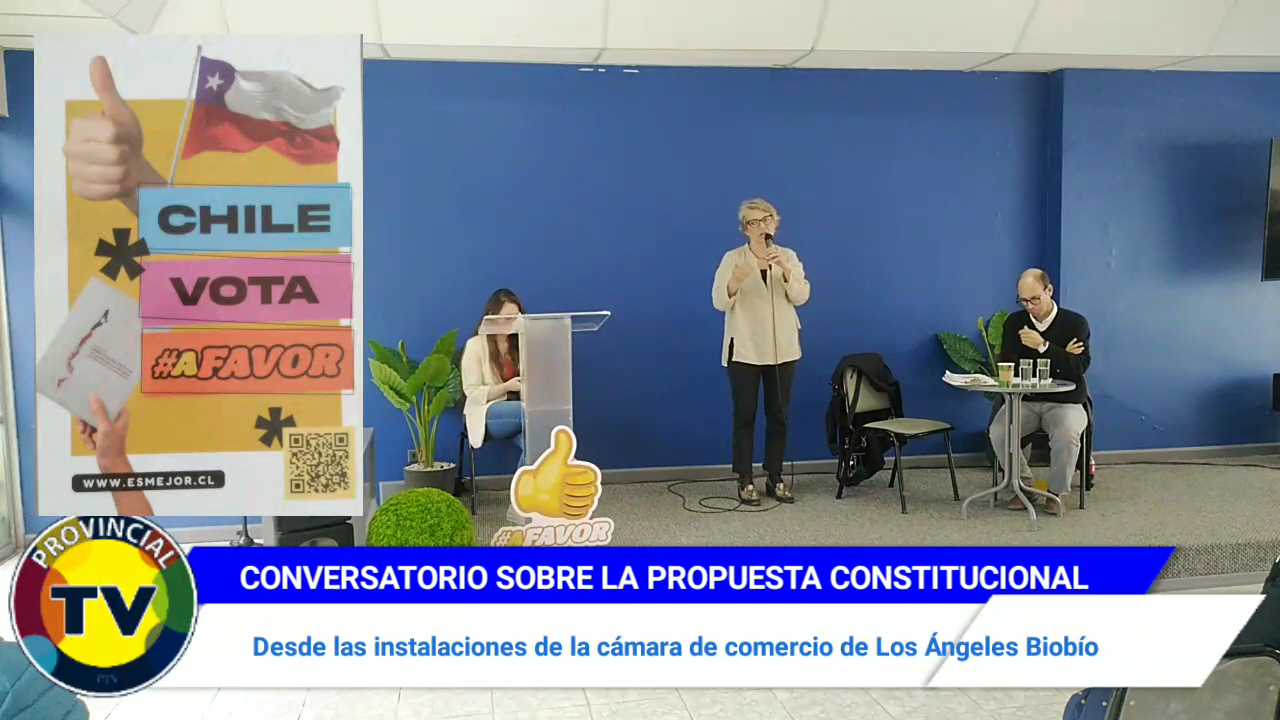 CHILE
VOTA
#AFAVOR
WWW.ESMEJOR.CL
#AFAVOR
PROVINCIAL
TV
PTV
CONVERSATORIO SOBRE LA PROPUESTA CONSTITUCIONAL
Desde las instalaciones de la cámara de comercio de Los Ángeles Biobío